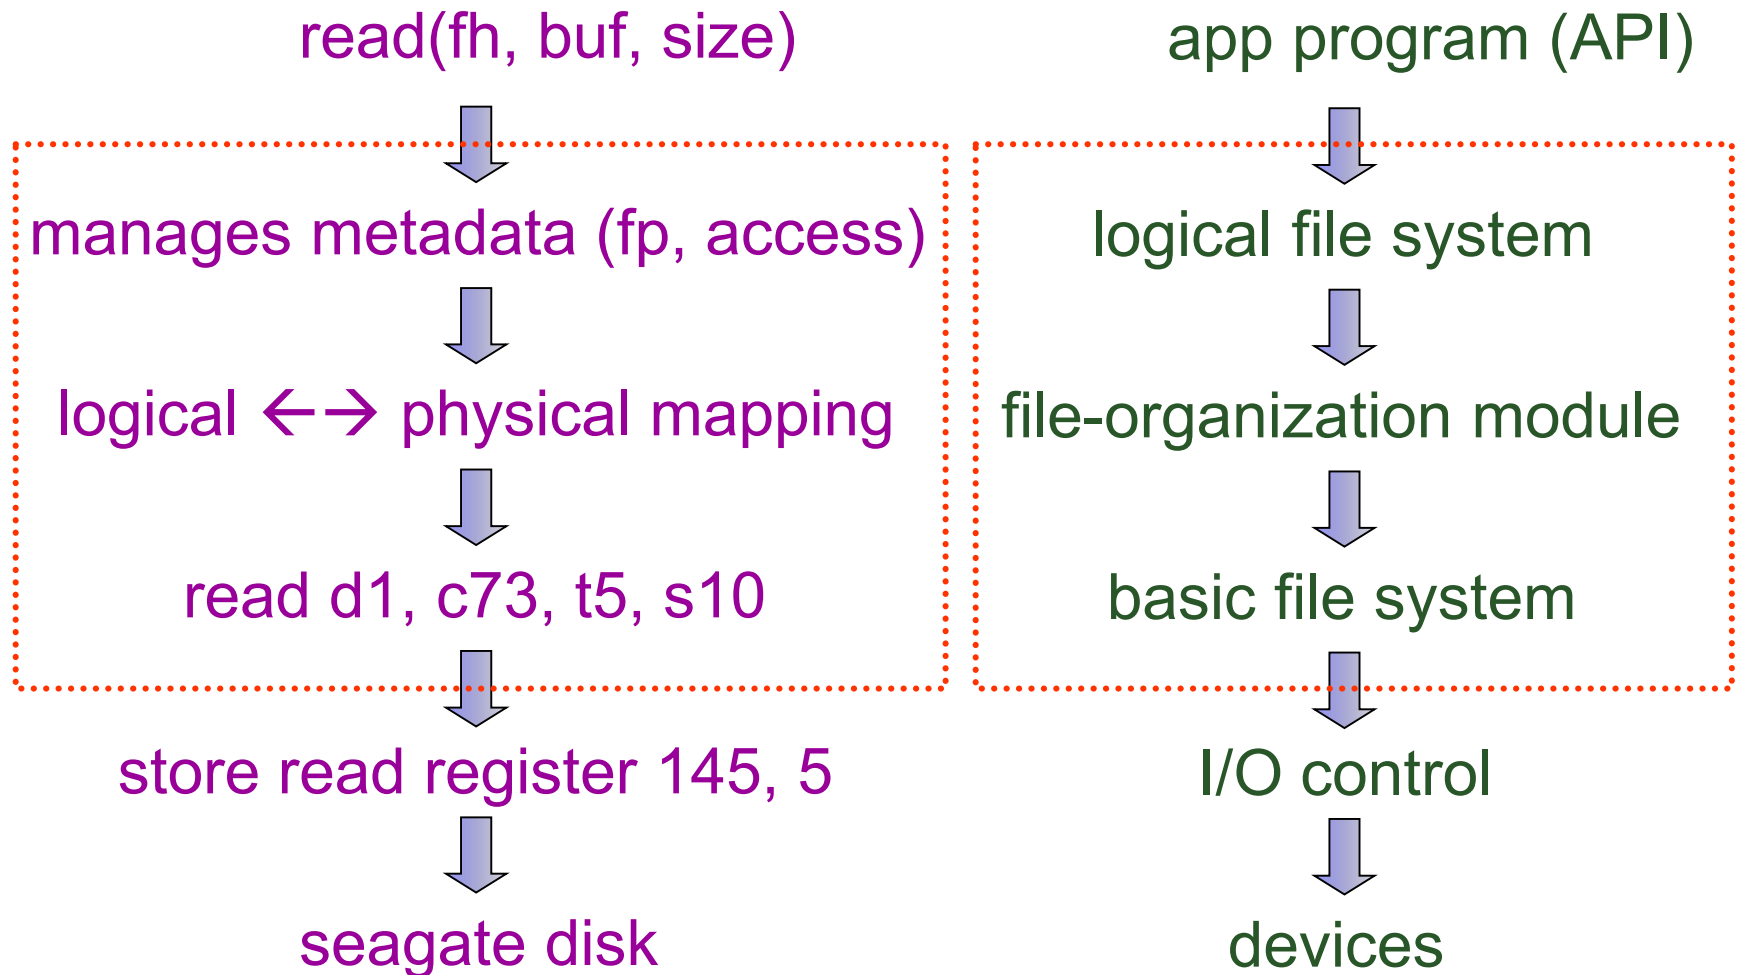 read(fh, buf, size)
app program (API)
manages metadata (fp, access)
logical file system
logical ←→ physical mapping
file-organization module
read d1, c73, t5, s10
basic file system
store read register 145, 5
I/O control
seagate disk
devices